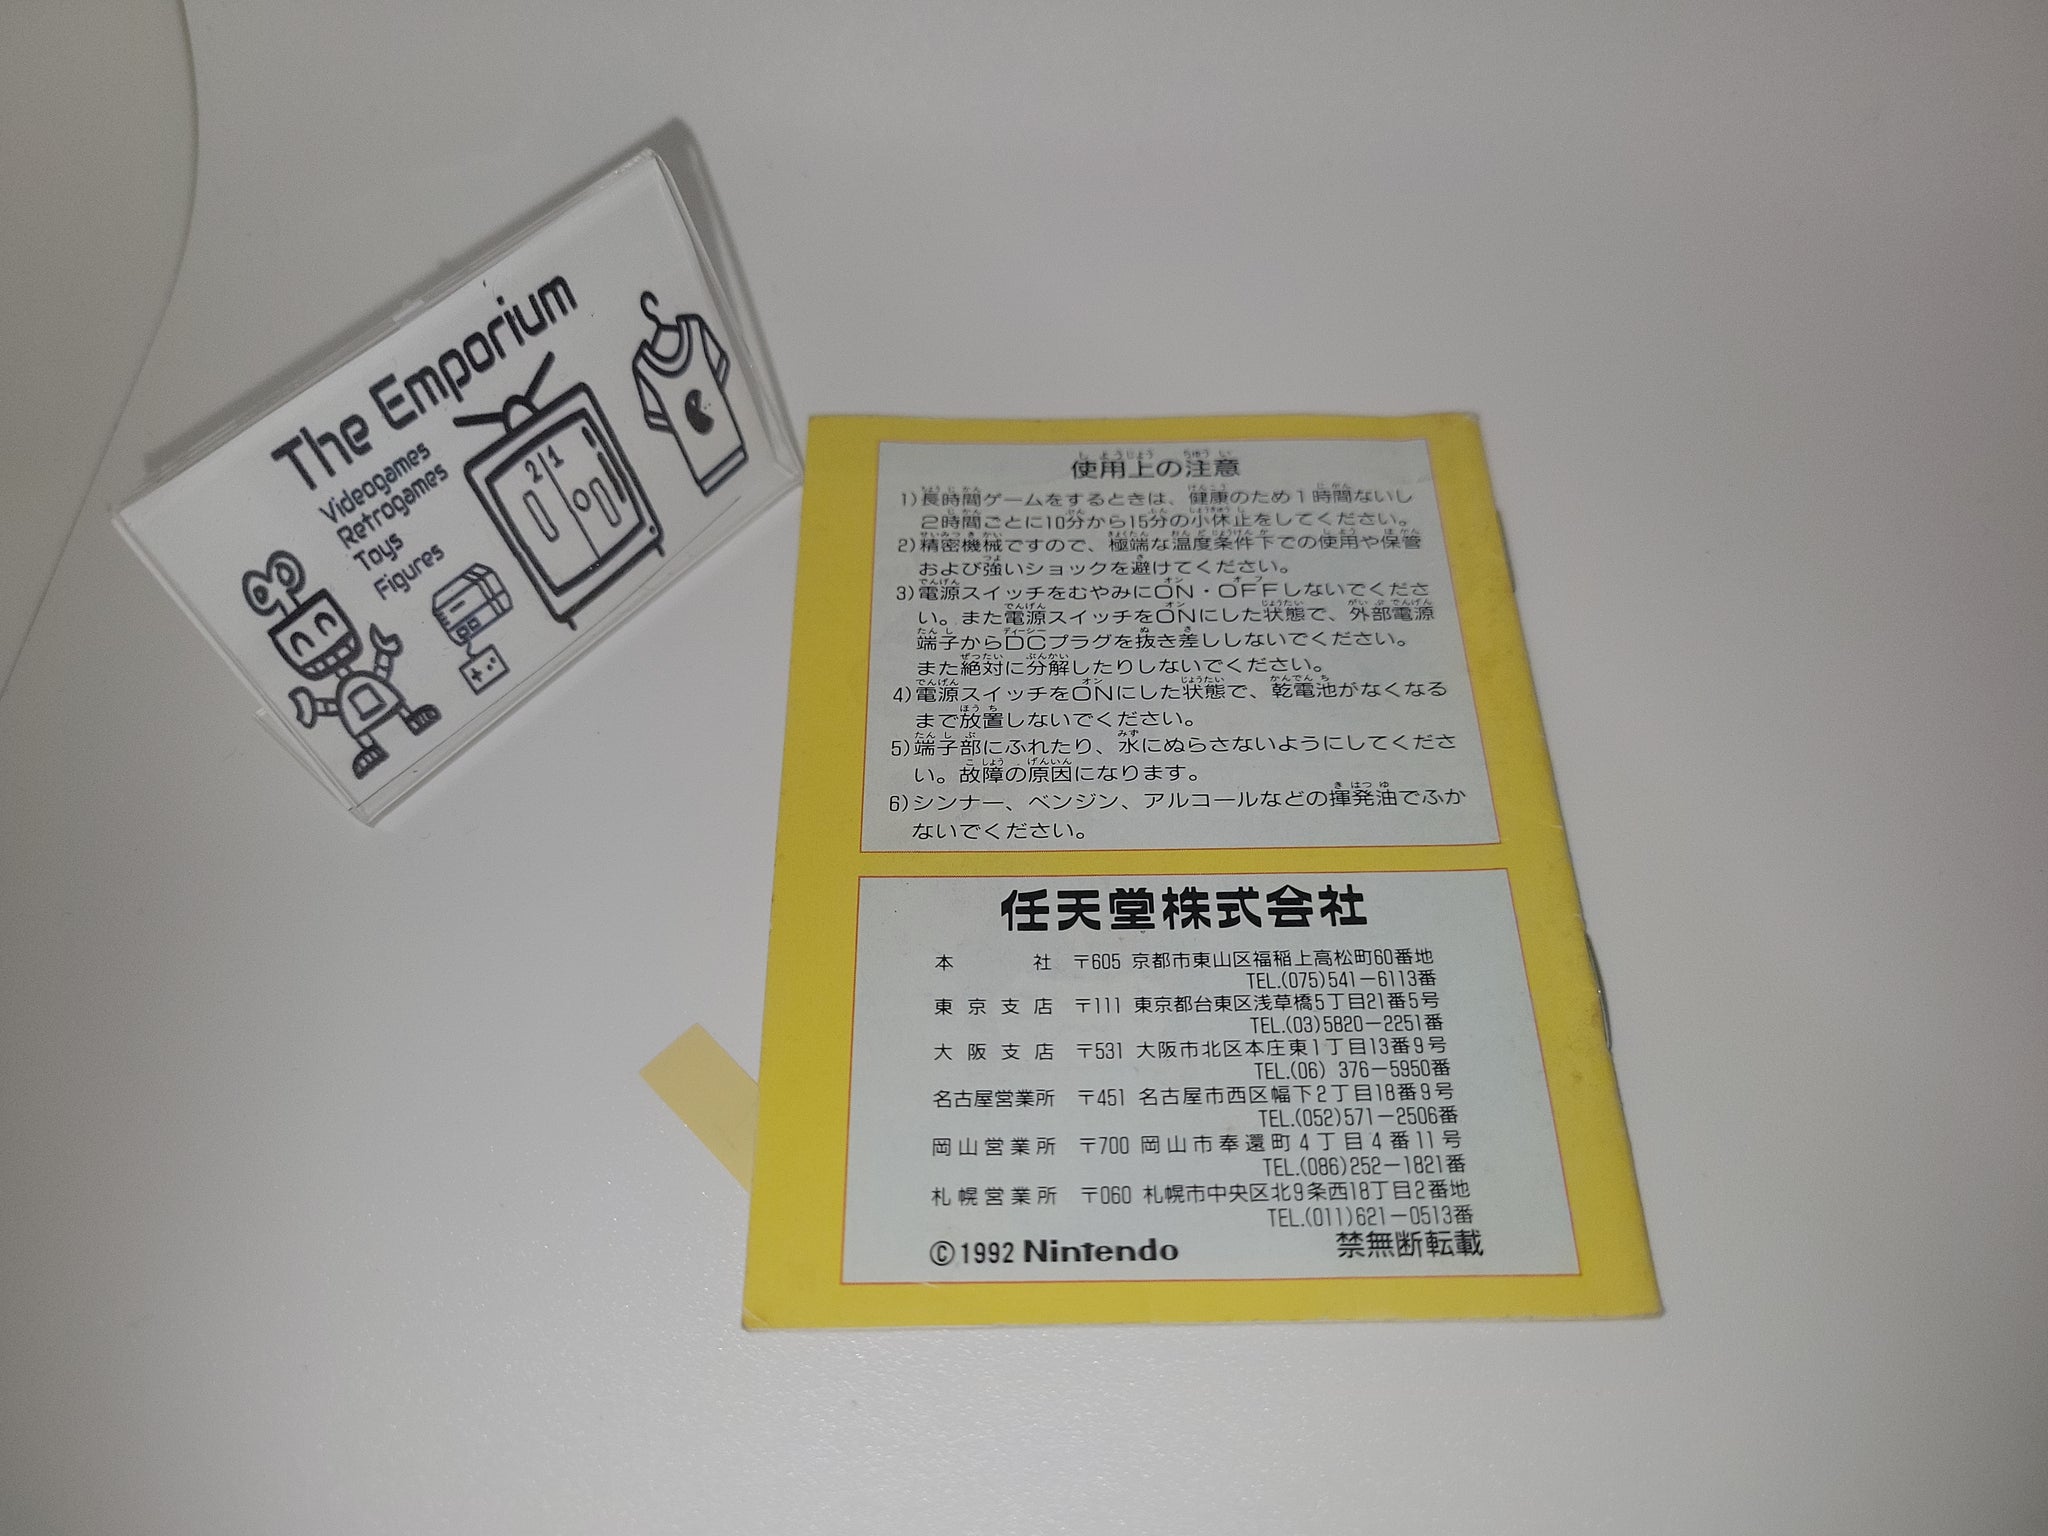 The Emporium
Videogames
Retrogames
Toys
Figures
2 1
使用上の注意
1)長時間ゲームをするときは、健康のため1時間ないし
2時間ごとに10分から15分の小休止をしてください。
2)精密機械ですので、極端な温度条件下での使用や保管
および強いショックを避けてください。
3)電源スイッチをむやみにON・OFFしないでくださ
い。また電源スイッチをONにした状態で、外部電源
端子からDCプラグを抜き差ししないでください。
また絶対に分解したりしないでください。
4)電源スイッチをONにした状態で、乾電池がなくなる
まで放置しないでください。
5)端子部にふれたり、水にぬらさないようにしてくださ
い。故障の原因になります。
6)シンナー、ベンジン、アルコールなどの揮発油でふか
ないでください。
任天堂株式会社
本社 〒605 京都市東山区福稲上高松町60番地
TEL.(075)541-6113番
東京支店 〒111 東京都台東区浅草橋5丁目21番5号
TEL.(03)5820-2251番
大阪支店 〒531 大阪市北区本庄東1丁目13番9号
TEL.(06) 376-5950番
名古屋営業所 〒451 名古屋市西区幅下2丁目18番9号
TEL.(052)571-2506番
岡山営業所 〒700 岡山市奉還町4丁目4番11号
TEL.(086)252-1821番
札幌営業所 〒060 札幌市中央区北9条西18丁目2番地
TEL.(011)621-0513番
©1992 Nintendo 禁無断転載